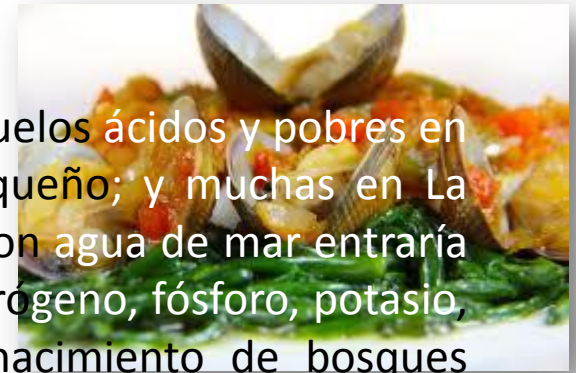 uelos ácidos y pobres en
queño; y muchas en La
on agua de mar entraría
rógeno, fósforo, potasio,
nacimiento de bosques